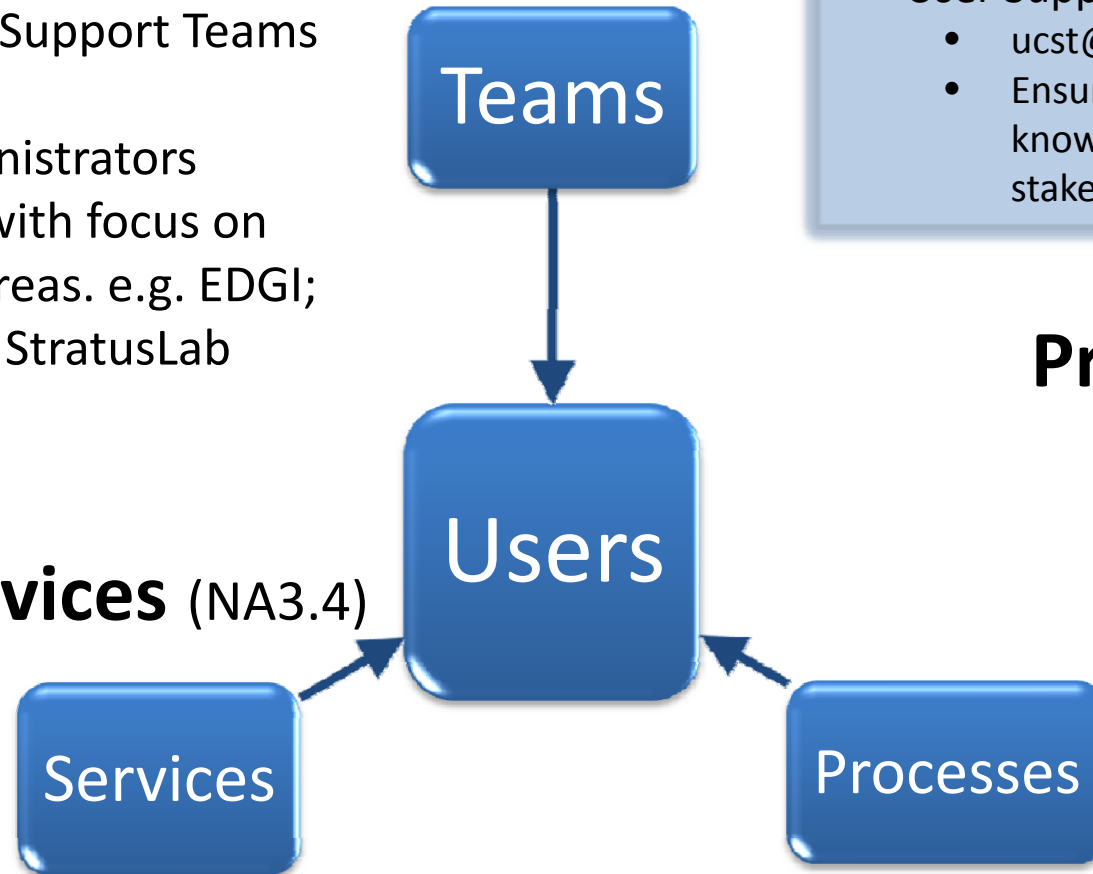 Support Teams
nistrators
with focus on
reas. e.g. EDGI;
StratusLab
Teams
• ucst@
• Ensu
know
stake
Pr
Users
vices (NA3.4)
Services
Processes